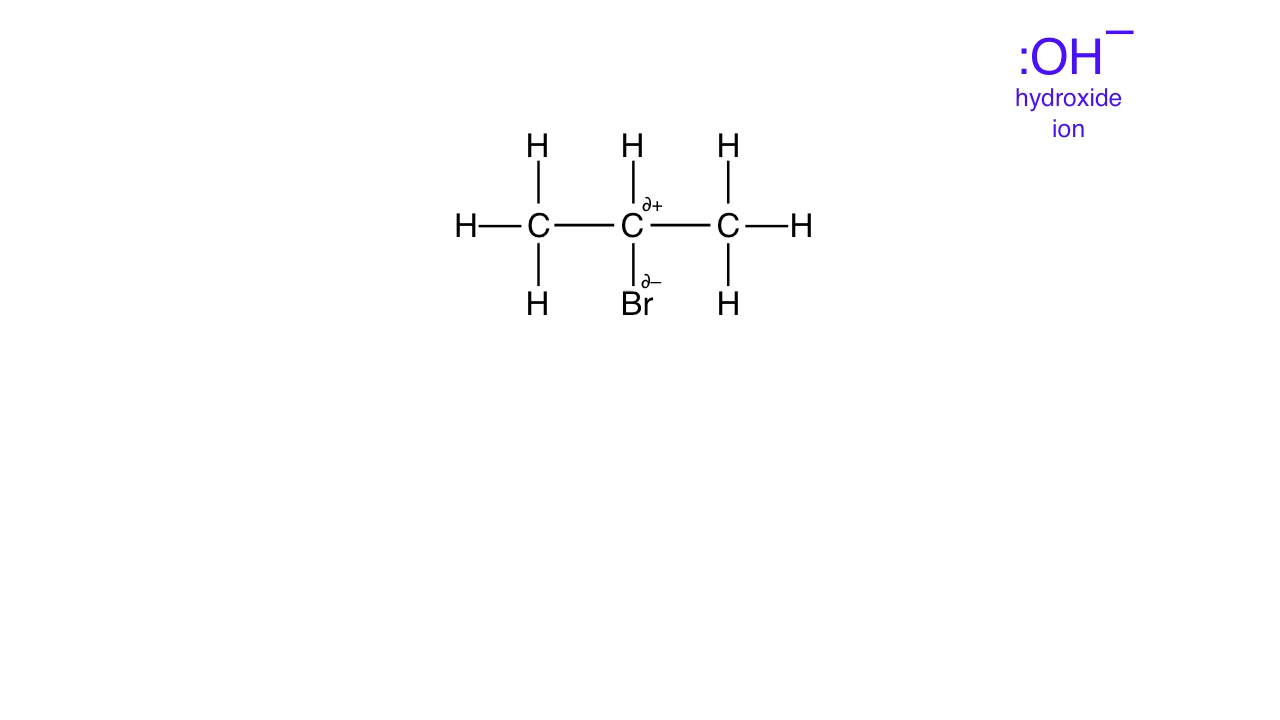 :OH–
hydroxide
ion
H H H
∂+
H C C C H
∂–
H Br H